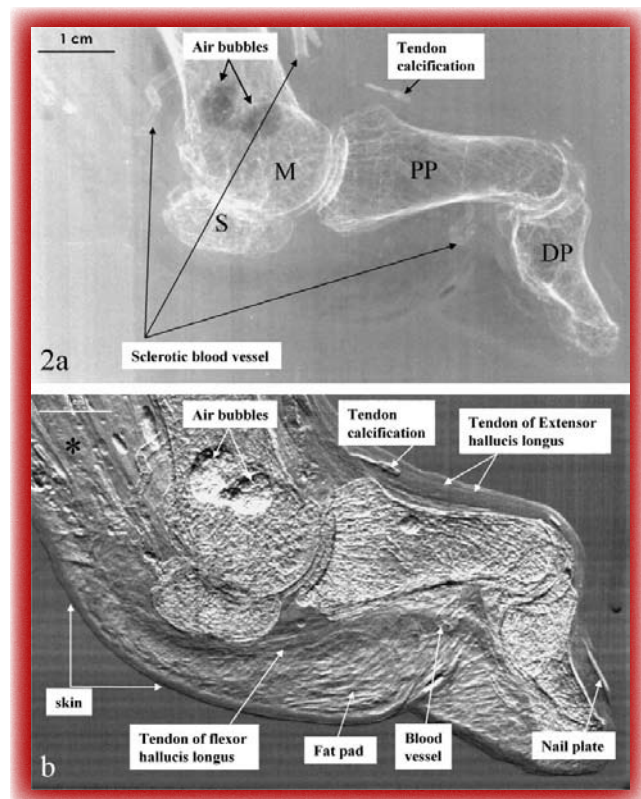 1 cm
Air bubbles
Tendon
calcification
M
PP
S
DP
Sclerotic blood vessel
2a
Air bubbles
Tendon
calcification
Tendon of Extensor
hallucis longus
*
skin
Tendon of flexor
hallucis longus
Fat pad
Blood
vessel
Nail plate
b